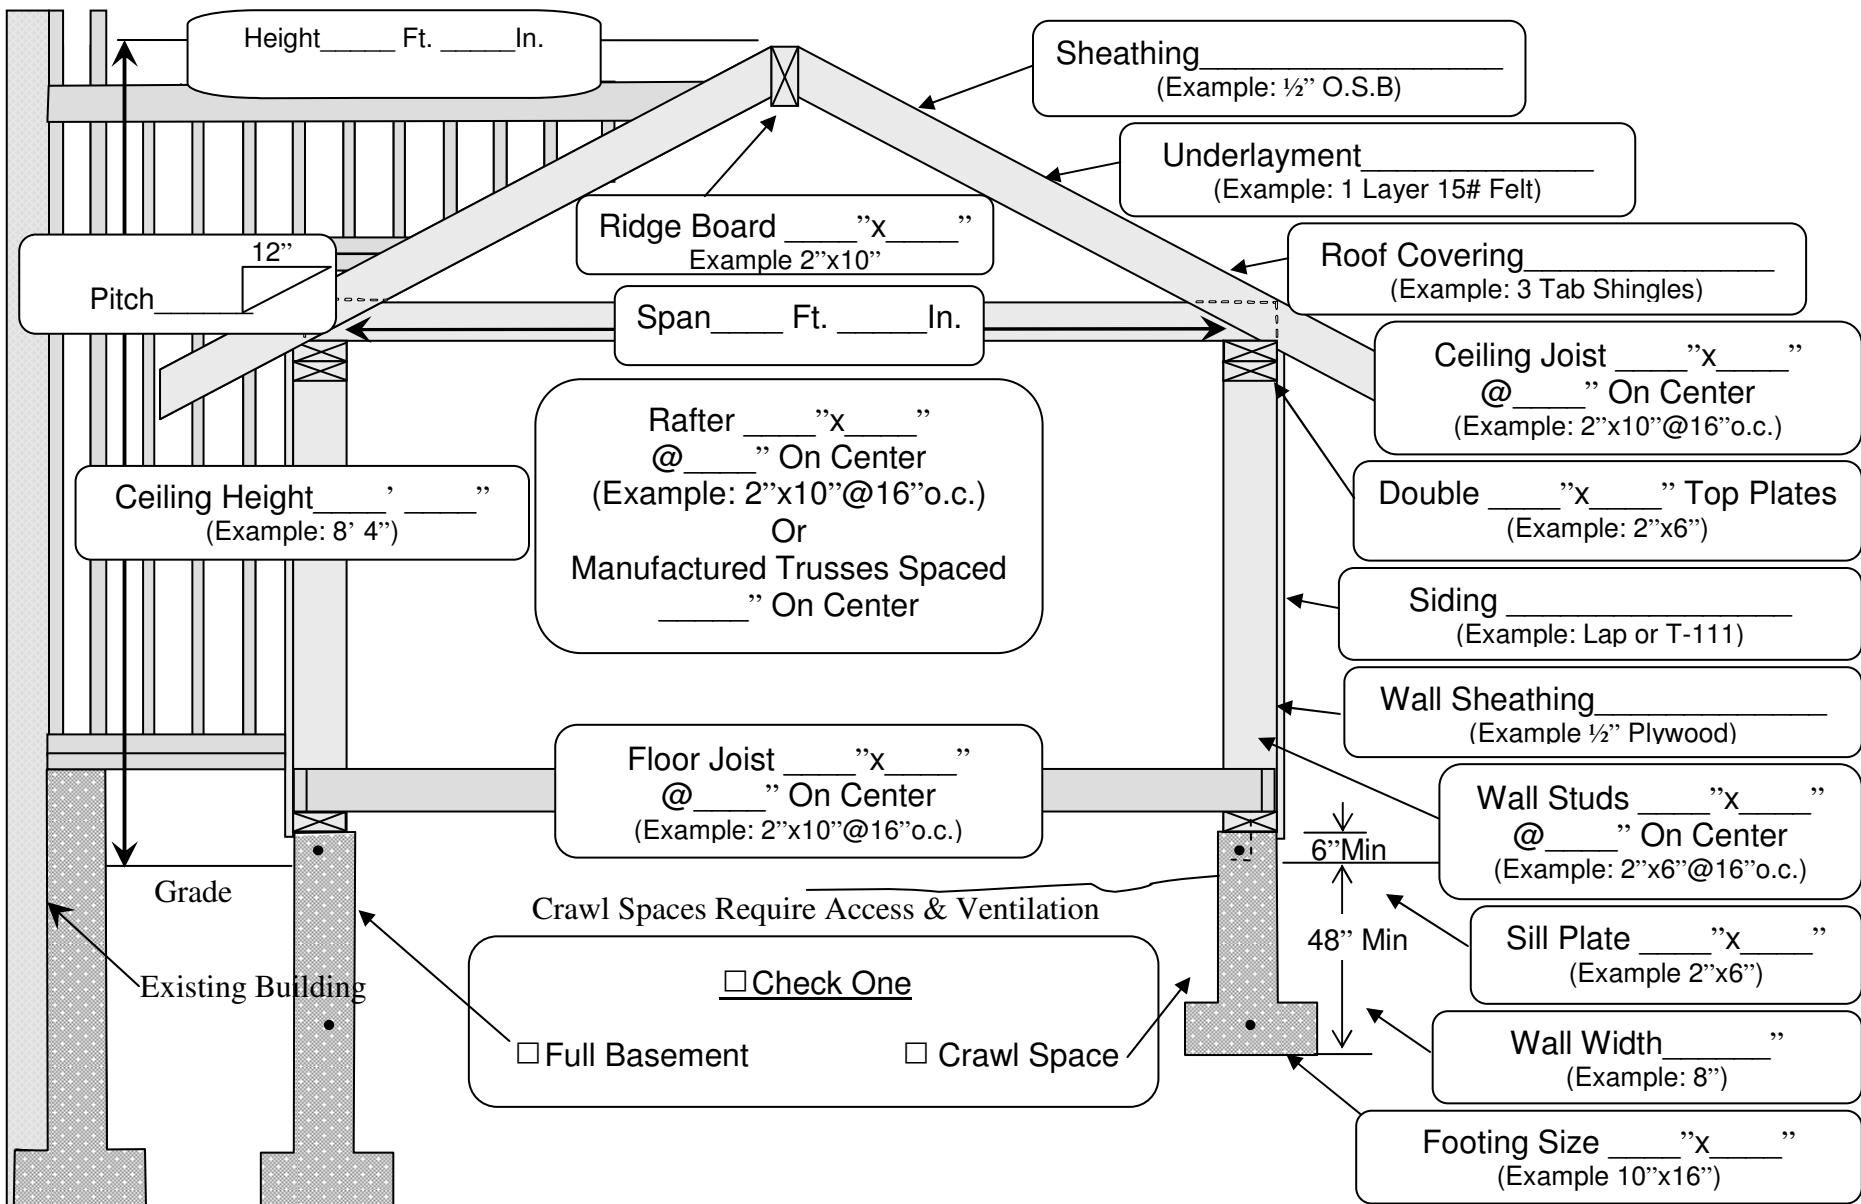 Height_____ Ft. _____In.
Sheathing____________________
(Example: ½” O.S.B)
Underlayment_____________
(Example: 1 Layer 15# Felt)
Ridge Board ____”x____”
Example 2”x10”
12”
Pitch______
Roof Covering______________
(Example: 3 Tab Shingles)
Span____ Ft. _____In.
Ceiling Joist ____”x____”
@____” On Center
(Example: 2”x10”@16”o.c.)
Rafter ____”x____”
@____” On Center
(Example: 2”x10”@16”o.c.)
Or
Manufactured Trusses Spaced
_____” On Center
Ceiling Height____’ ____”
(Example: 8’ 4”)
Double ____”x____” Top Plates
(Example: 2”x6”)
Siding ________________
(Example: Lap or T-111)
Wall Sheathing_____________
(Example ½” Plywood)
Floor Joist ____”x____”
@____” On Center
(Example: 2”x10”@16”o.c.)
Wall Studs ____”x____”
@____” On Center
(Example: 2”x6”@16”o.c.)
6”Min
Grade
Crawl Spaces Require Access & Ventilation
48” Min
Sill Plate ____”x____”
(Example 2”x6”)
Existing Building
☐Check One
☐Full Basement
☐ Crawl Space
Wall Width______”
(Example: 8”)
Footing Size ____”x____”
(Example 10”x16”)